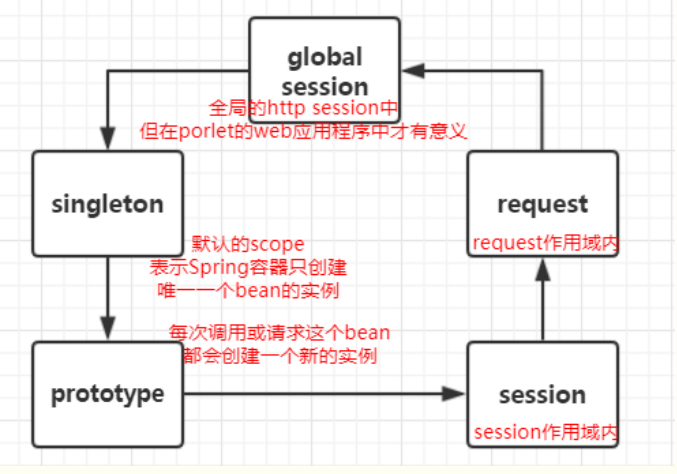 global
session
全局的http session中
但在porlet的web应用程序中才有意义
singleton
request
request作用域内
默认的scope
表示Spring容器只创建
唯一一个bean的实例
每次调用或请求这个bean
都会创建一个新的实例
prototype
session
session作用域内